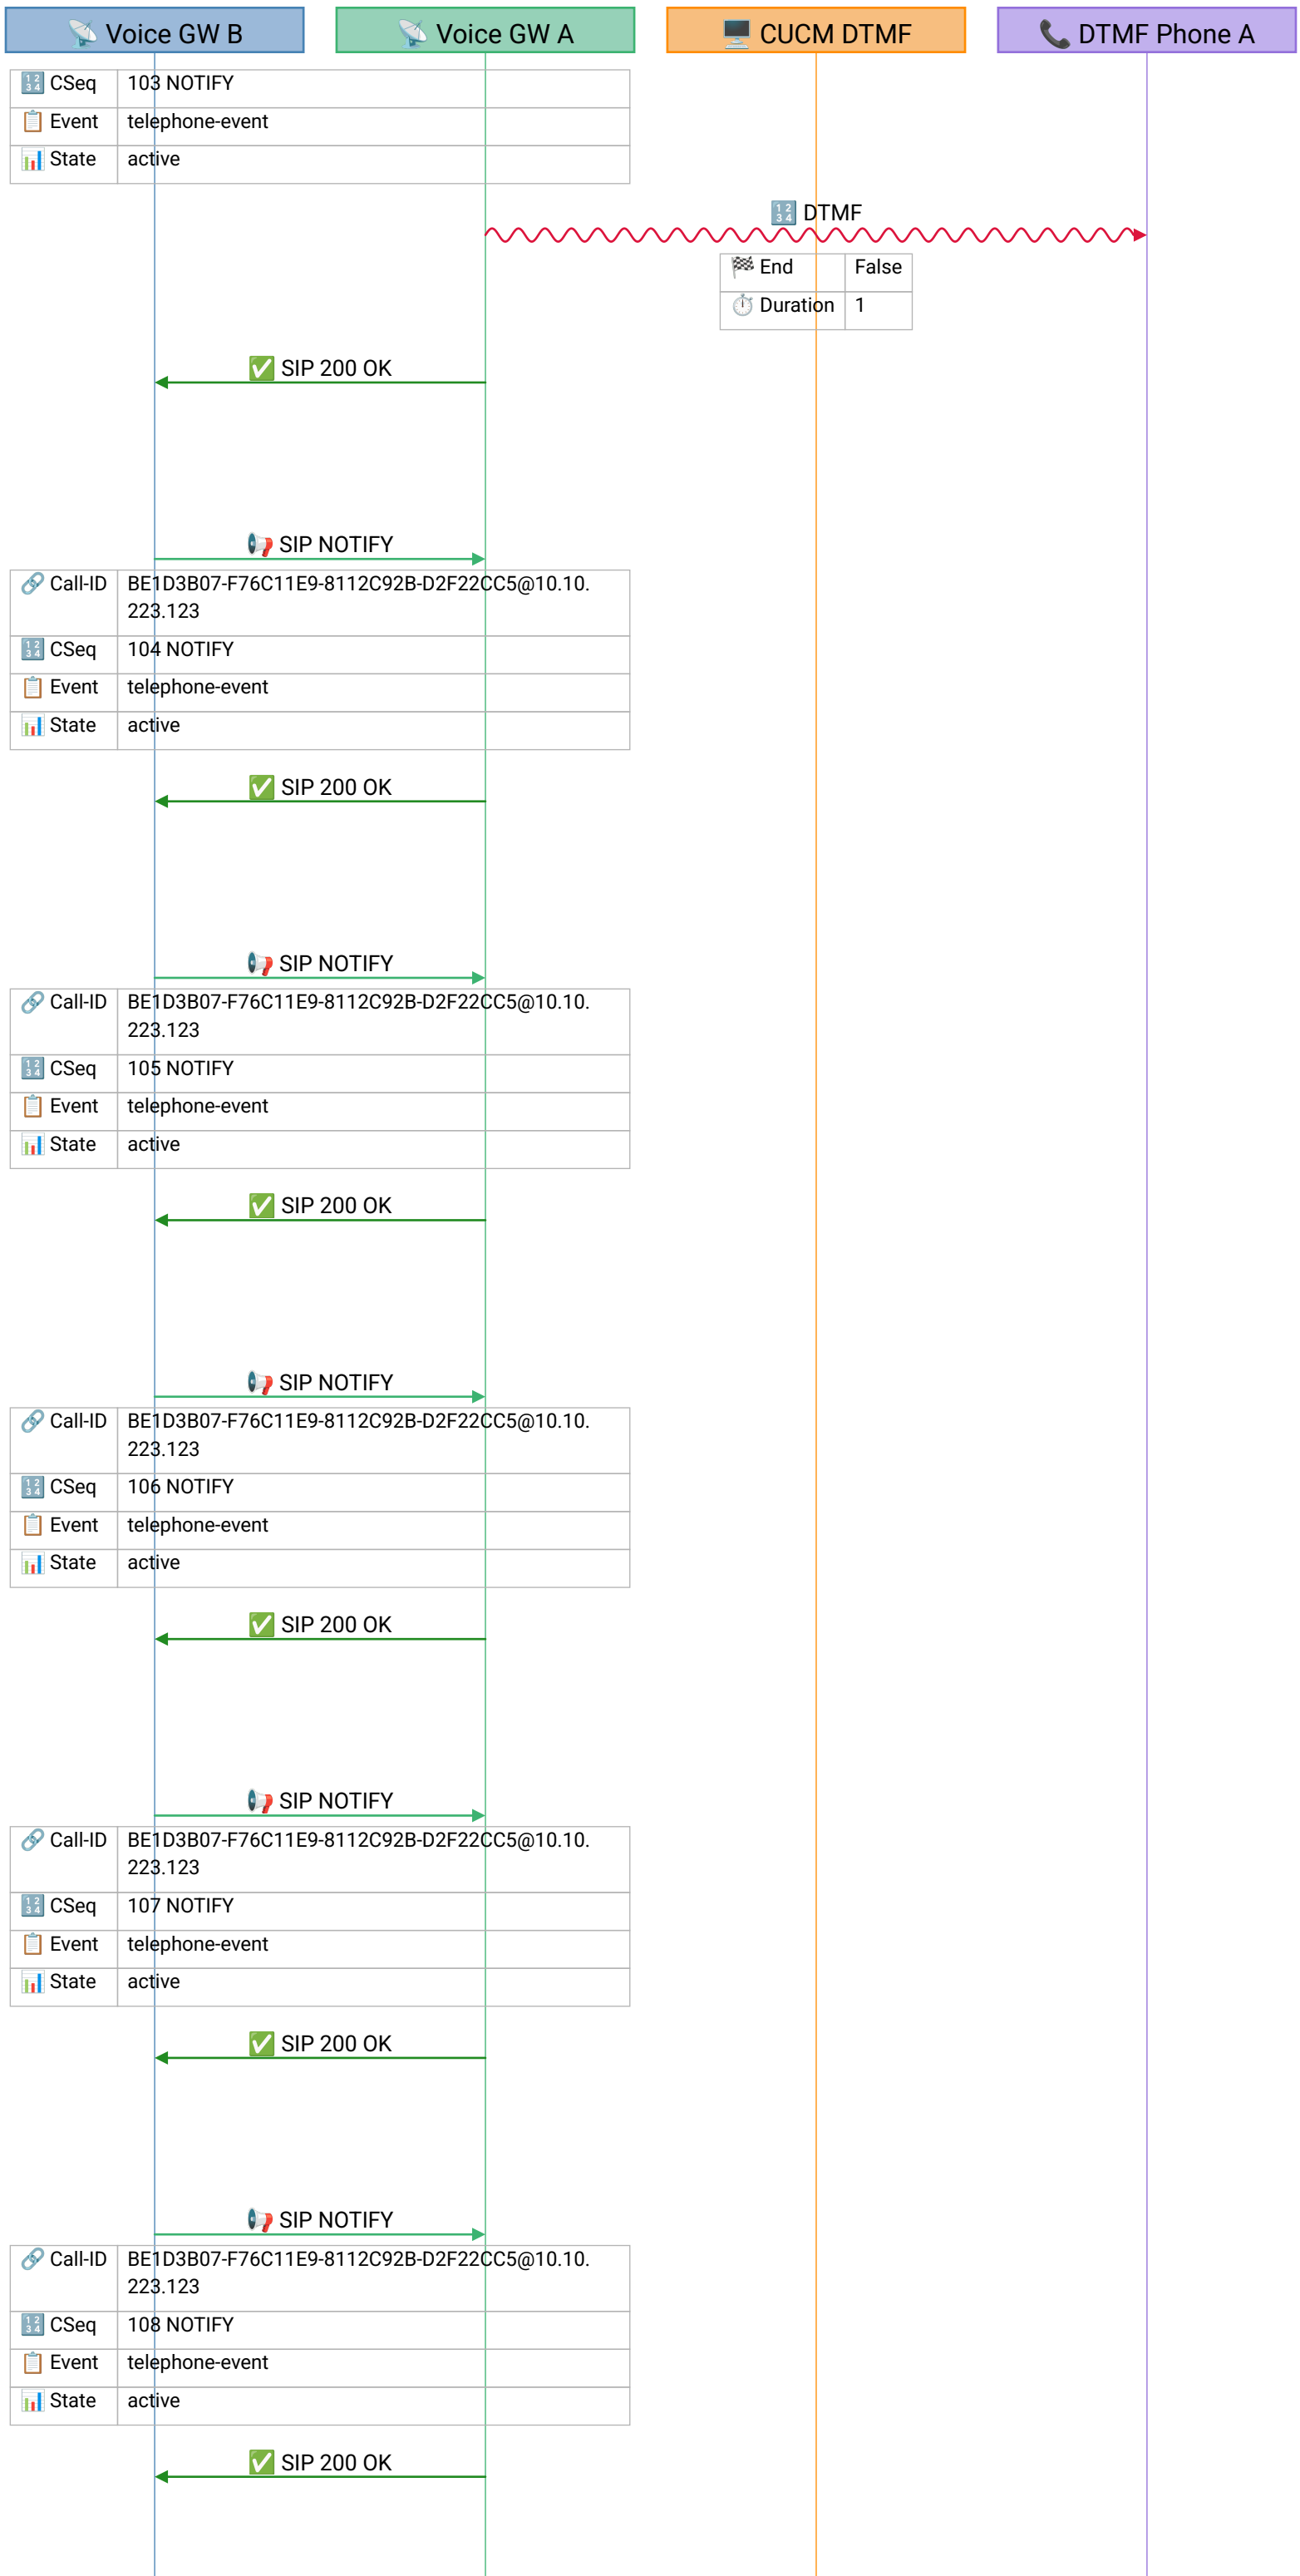 📡 Voice GW B
📡 Voice GW A
🖥️ CUCM DTMF
📞 DTMF Phone A
🔢 CSeq 103 NOTIFY
📋 Event telephone-event
📊 State active
🔢 DTMF
🏁 End False
⏱️ Duration 1
✅ SIP 200 OK
📢 SIP NOTIFY
🔗 Call-ID BE1D3B07-F76C11E9-8112C92B-D2F22CC5@10.10.
223.123
🔢 CSeq 104 NOTIFY
📋 Event telephone-event
📊 State active
✅ SIP 200 OK
📢 SIP NOTIFY
🔗 Call-ID BE1D3B07-F76C11E9-8112C92B-D2F22CC5@10.10.
223.123
🔢 CSeq 105 NOTIFY
📋 Event telephone-event
📊 State active
✅ SIP 200 OK
📢 SIP NOTIFY
🔗 Call-ID BE1D3B07-F76C11E9-8112C92B-D2F22CC5@10.10.
223.123
🔢 CSeq 106 NOTIFY
📋 Event telephone-event
📊 State active
✅ SIP 200 OK
📢 SIP NOTIFY
🔗 Call-ID BE1D3B07-F76C11E9-8112C92B-D2F22CC5@10.10.
223.123
🔢 CSeq 107 NOTIFY
📋 Event telephone-event
📊 State active
✅ SIP 200 OK
📢 SIP NOTIFY
🔗 Call-ID BE1D3B07-F76C11E9-8112C92B-D2F22CC5@10.10.
223.123
🔢 CSeq 108 NOTIFY
📋 Event telephone-event
📊 State active
✅ SIP 200 OK